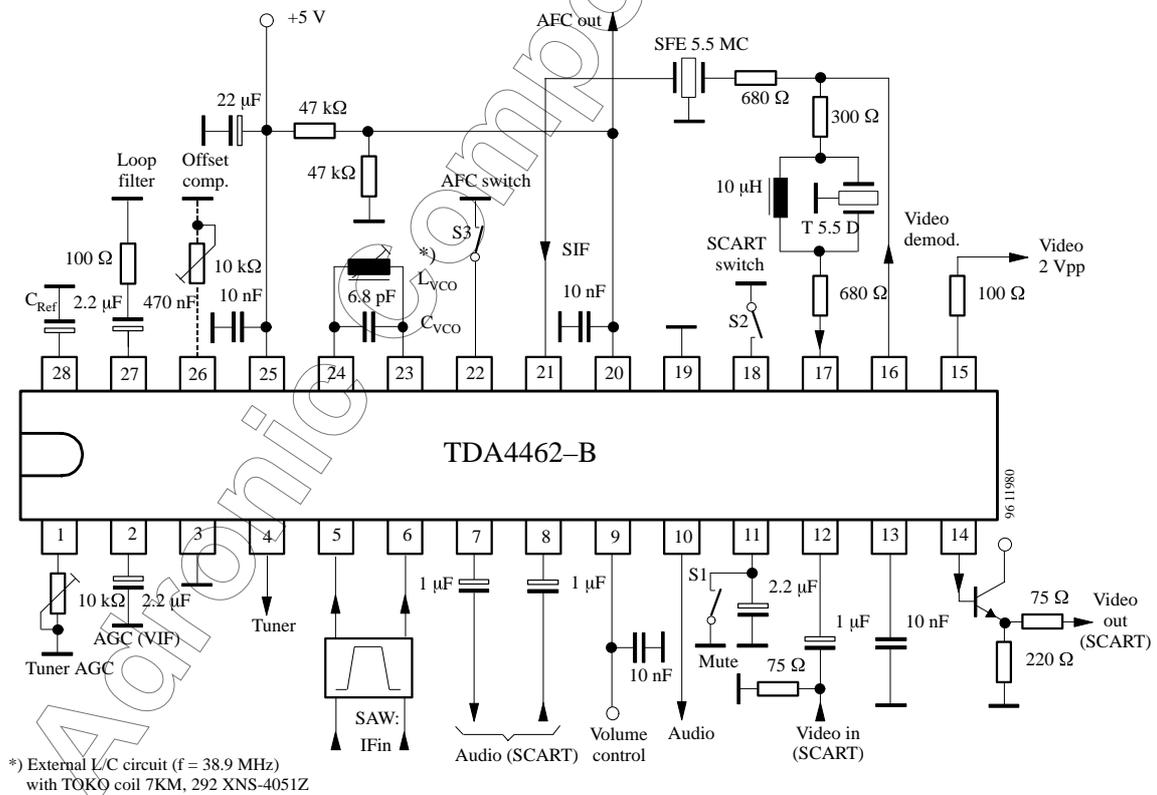 +5 V
AFC out
SFE 5.5 MC
680 Ω
22 µF
47 kΩ
300 Ω
Loop
filter
Offset
comp.
47 kΩ
AFC switch
10 µH
T 5.5 D
S3
*)
SIF
SCART
switch
Video
demod.
Video
2 Vpp
100 Ω
10 kΩ
L VCO
C Ref
2.2 µF
470 nF
10 nF
6.8 pF
C VCO
10 nF
S2
680 Ω
100 Ω
28 27 26 25 24 23 22 21 20 19 18 17 16 15
TDA4462–B
96 11980
1 2 3 4 5 6 7 8 9 10 11 12 13 14
10 kΩ
2.2 µF
1 µF
1 µF
S1
2.2 µF
1 µF
10 nF
75 Ω
Video
out
(SCART)
220 Ω
Tuner AGC
AGC (VIF)
Tuner
SAW:
IFin
Audio (SCART)
10 nF
Volume
control
Audio
Mute
75 Ω
Video in
(SCART)
*) External L/C circuit (f = 38.9 MHz)
with TOKO coil 7KM, 292 XNS-4051Z